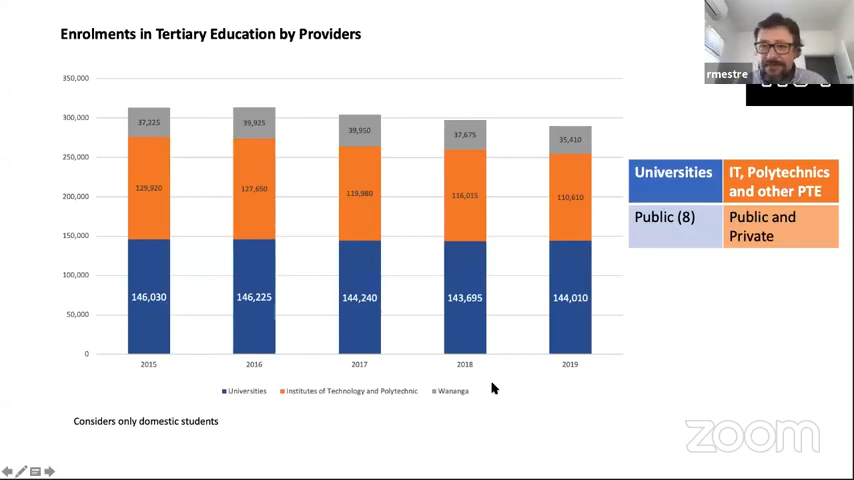 Enrolments in Tertiary Education by Providers
rmestre
350,000
300,000
250,000
200,000
150,000
100,000
50,000
0
37,225
39,925
39,950
37,675
35,410
129,920
127,650
119,980
116,015
110,610
146,030
146,225
144,240
143,695
144,010
2015
2016
2017
2018
2019
Universities
Institutes of Technology and Polytechnic
Wananga
Universities
IT, Polytechnics
and other PTE
Public (8)
Public and
Private
Considers only domestic students
zoom